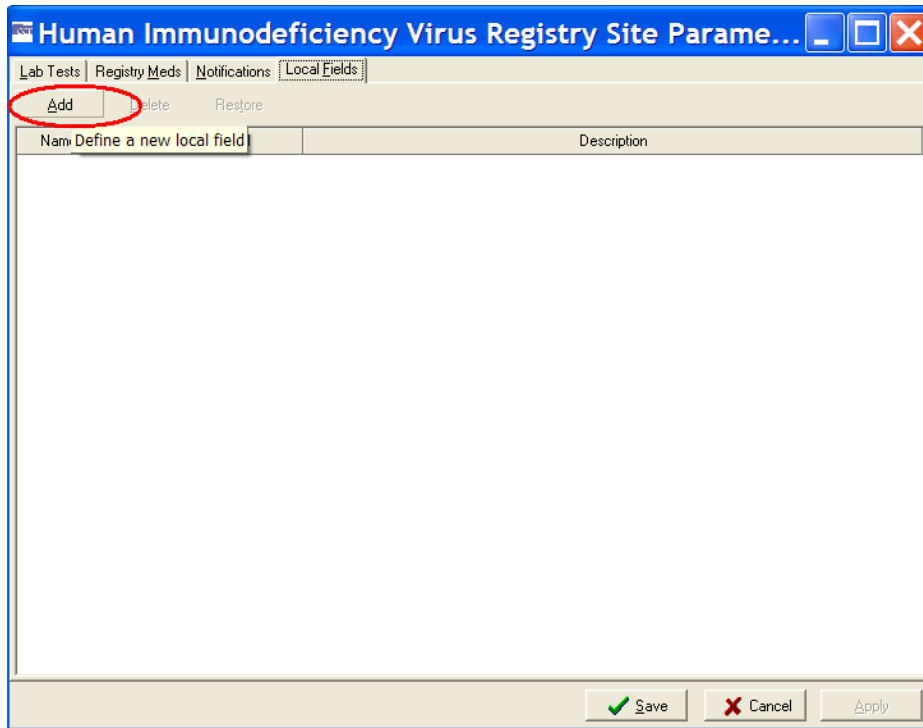 Human Immunodeficiency Virus Registry Site Parame...
Lab Tests Registry Meds Notifications Local Fields
Add Delete Restore
Define a new local field
Name Description
Save Cancel Apply